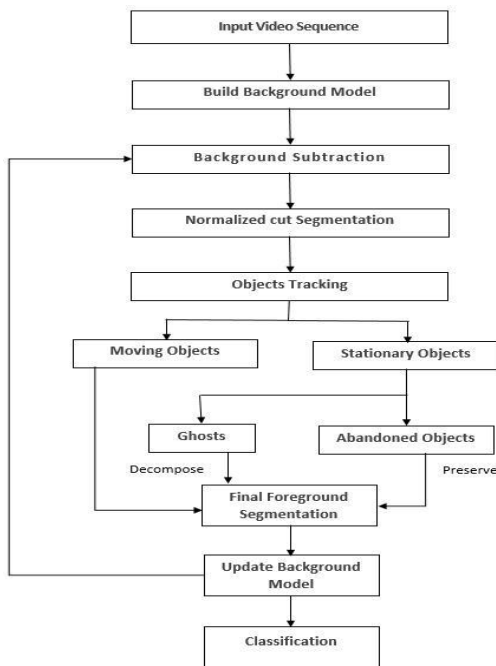 Input Video Sequence
Build Background Model
Background Subtraction
Normalized cut Segmentation
Objects Tracking
Moving Objects
Stationary Objects
Ghosts
Abandoned Objects
Decompose
Preserve
Final Foreground
Segmentation
Update Background
Model
Classification